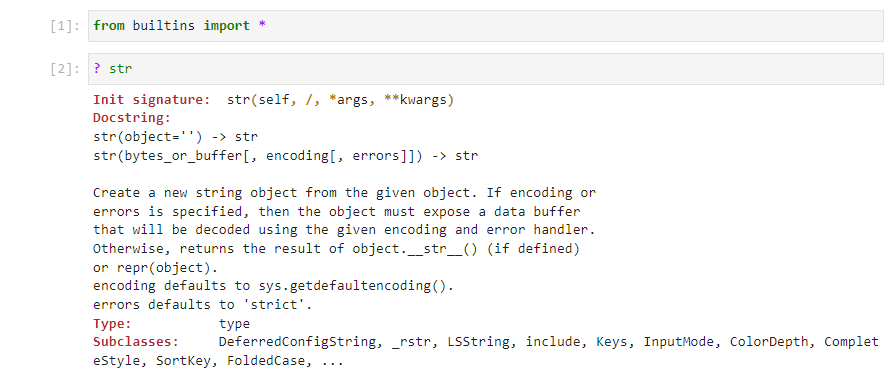 [1]: from builtins import *
[2]: ? str
Init signature: str(self, /, *args, **kwargs)
Docstring:
str(object='') -> str
str(bytes_or_buffer[, encoding[, errors]]) -> str
Create a new string object from the given object. If encoding or
errors is specified, then the object must expose a data buffer
that will be decoded using the given encoding and error handler.
Otherwise, returns the result of object.__str__() (if defined)
or repr(object).
encoding defaults to sys.getdefaultencoding().
errors defaults to 'strict'.
Type: type
Subclasses: DeferredConfigString, _rstr, LSString, include, Keys, InputMode, ColorDepth, Complet
eStyle, SortKey, FoldedCase, ...